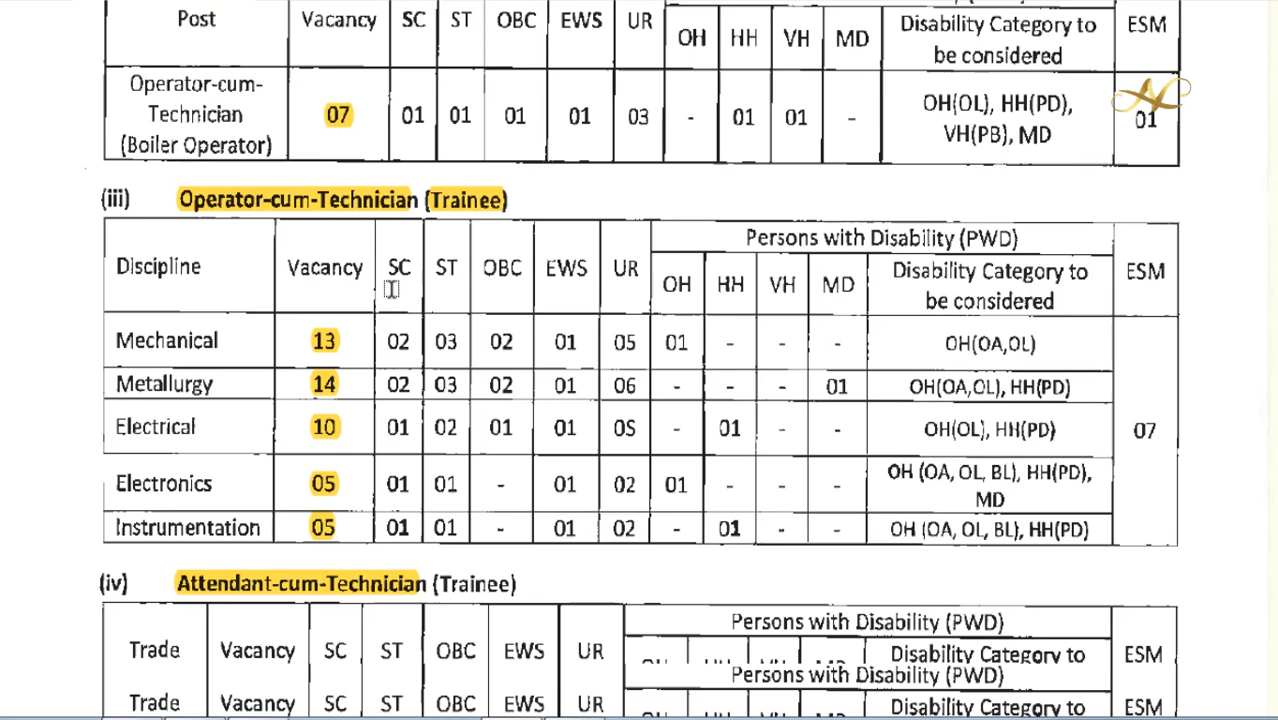 Post Vacancy SC ST OBC EWS UR OH HH VH MD Disability Category to be considered ESM
Operator-cum-
Technician
(Boiler Operator) 07 01 01 01 01 03 - 01 01 - OH(OL), HH(PD),
VH(PB), MD 01
(iii) Operator-cum-Technician (Trainee)
Persons with Disability (PWD)
Discipline Vacancy SC ST OBC EWS UR OH HH VH MD Disability Category to be considered ESM
Mechanical 13 02 03 02 01 05 01 - - - OH(OA,OL)
Metallurgy 14 02 03 02 01 06 - - - 01 OH(OA,OL), HH(PD)
Electrical 10 01 02 01 01 05 - 01 - - OH(OL), HH(PD) 07
Electronics 05 01 01 - 01 02 01 - - - OH (OA, OL, BL), HH(PD),
MD
Instrumentation 05 01 01 - 01 02 - 01 - - OH (OA, OL, BL), HH(PD)
(iv) Attendant-cum-Technician (Trainee)
Persons with Disability (PWD)
Trade Vacancy SC ST OBC EWS UR Disability Category to ESM
Persons with Disability (PWD)
Trade Vacancy SC ST OBC EWS UR OH HH VH MD Disability Category to ESM